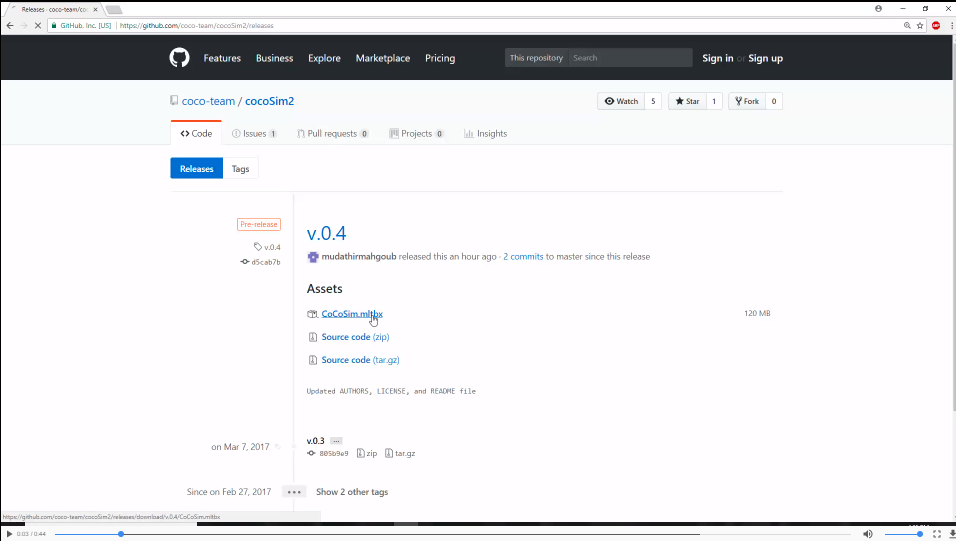 Releases · coco-team/co
GitHub, Inc. [US] https://github.com/coco-team/cocoSim2/releases
Features Business Explore Marketplace Pricing This repository Search Sign in or Sign up
coco-team / cocoSim2 Watch 5 Star 1 Fork 0
Code Issues 1 Pull requests 0 Projects 0 Insights
Releases Tags
Pre-release
v.0.4
v.0.4
d5cab7b
mudathirmahgoub released this an hour ago · 2 commits to master since this release
Assets
CoCoSim.mltbx 120 MB
Source code (zip)
Source code (tar.gz)
Updated AUTHORS, LICENSE, and README file
on Mar 7, 2017
v.0.3 ...
805b9e9 zip tar.gz
Since on Feb 27, 2017 ... Show 2 other tags
https://github.com/coco-team/cocoSim2/releases/download/v.0.4/CoCoSim.mltbx
0:03 / 0:44